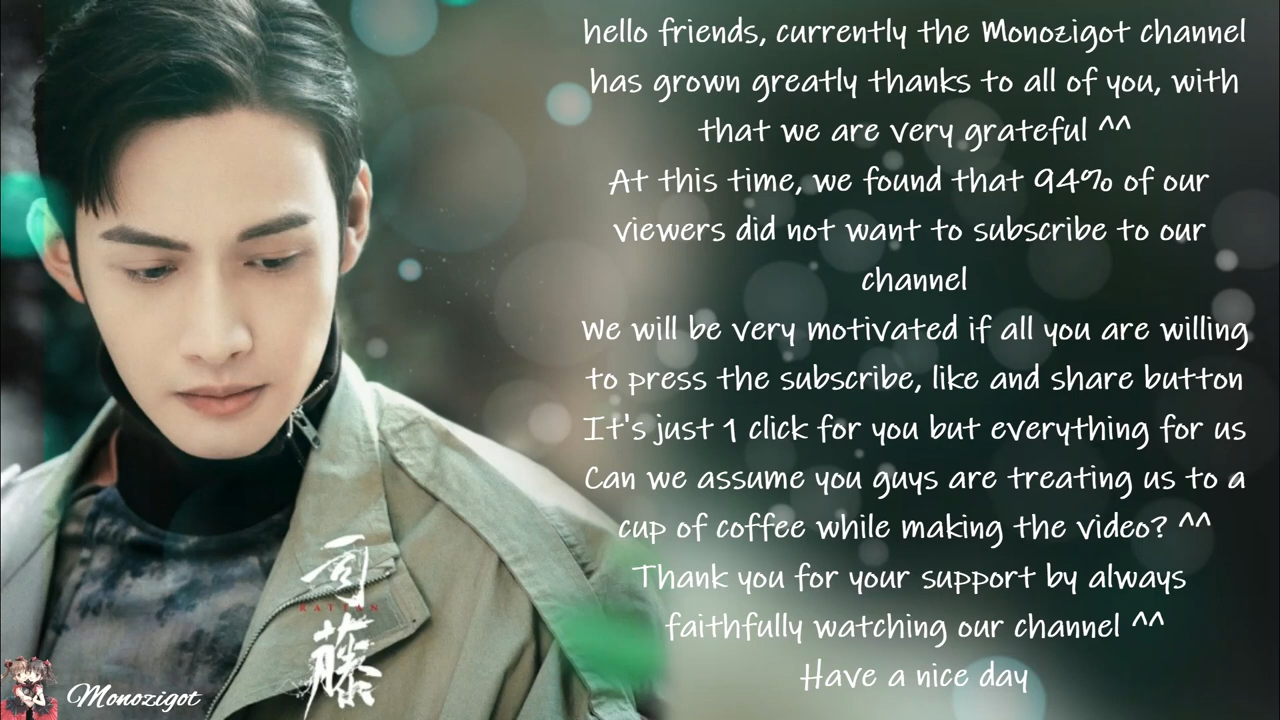 hello friends, currently the Monozigot channel
has grown greatly thanks to all of you, with
that we are very grateful ^^
At this time, we found that 94% of our
viewers did not want to subscribe to our
channel
We will be very motivated if all you are willing
to press the subscribe, like and share button
It's just 1 click for you but everything for us
Can we assume you guys are treating us to a
cup of coffee while making the video? ^^
Thank you for your support by always
faithfully watching our channel ^^
Have a nice day
司
RATTAN
藤
Monozigot